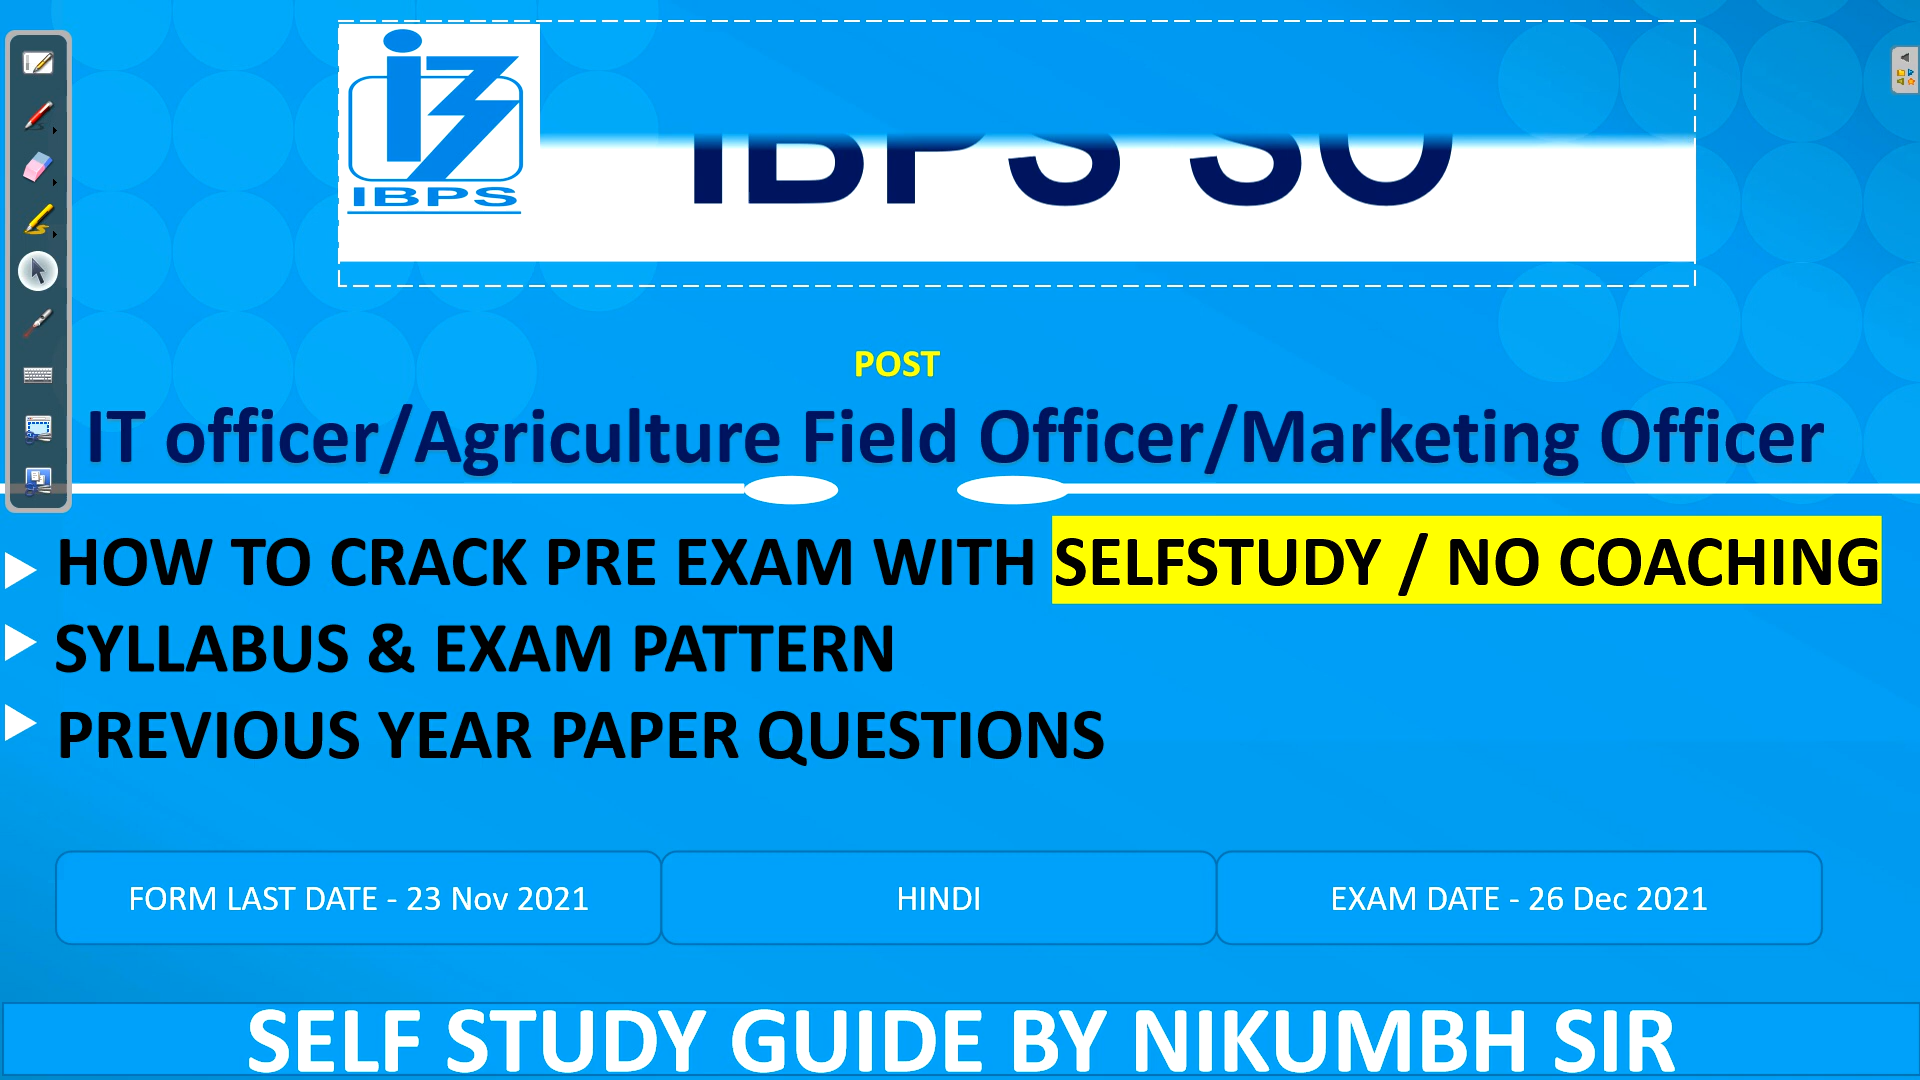 IBPS
IBPS SO
POST
IT officer/Agriculture Field Officer/Marketing Officer
HOW TO CRACK PRE EXAM WITH SELFSTUDY / NO COACHING
SYLLABUS & EXAM PATTERN
PREVIOUS YEAR PAPER QUESTIONS
FORM LAST DATE - 23 Nov 2021
HINDI
EXAM DATE - 26 Dec 2021
SELF STUDY GUIDE BY NIKUMBH SIR